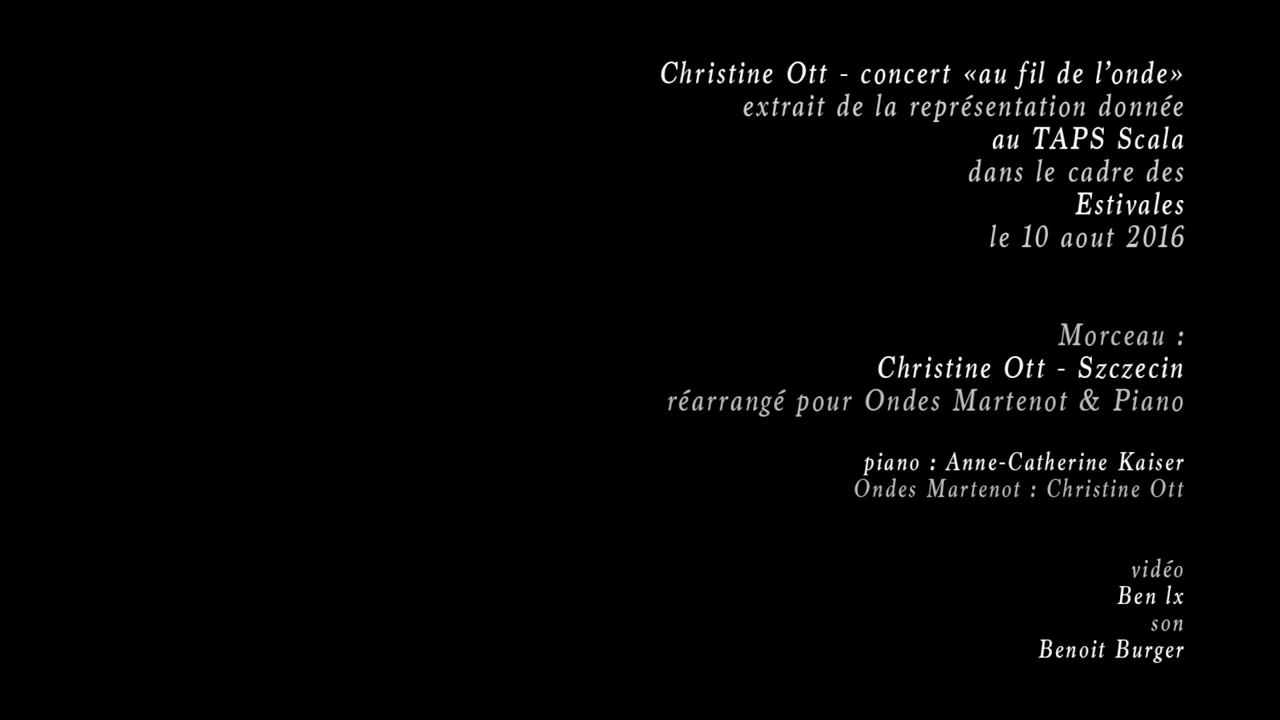 Christine Ott - concert «au fil de l’onde»
extrait de la représentation donnée
au TAPS Scala
dans le cadre des
Estivales
le 10 aout 2016
Morceau :
Christine Ott - Szczecin
réarrangé pour Ondes Martenot & Piano
piano : Anne-Catherine Kaiser
Ondes Martenot : Christine Ott
vidéo
Ben lx
son
Benoit Burger